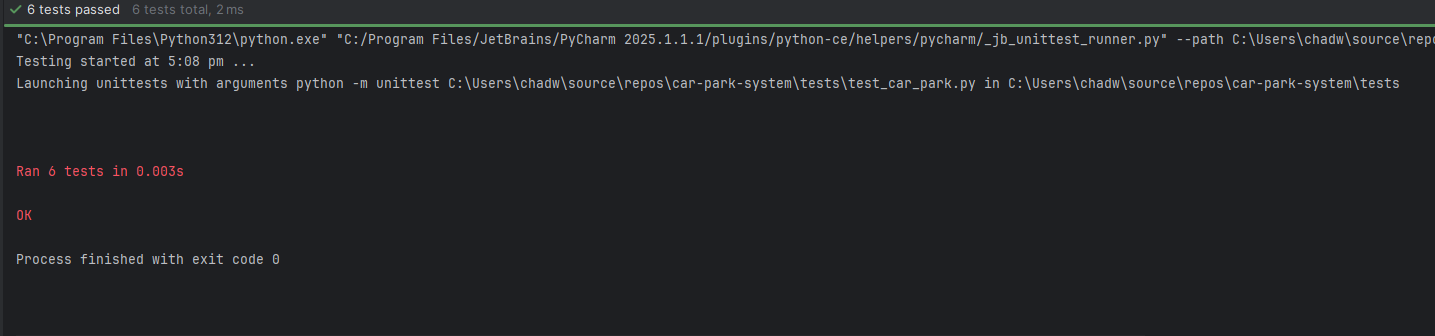 6 tests passed 6 tests total, 2 ms
"C:\Program Files\Python312\python.exe" "C:/Program Files/JetBrains/PyCharm 2025.1.1.1/plugins/python-ce/helpers/pycharm/_jb_unittest_runner.py" --path C:\Users\chadw\source\repos
Testing started at 5:08 pm ...
Launching unittests with arguments python -m unittest C:\Users\chadw\source\repos\car-park-system\tests\test_car_park.py in C:\Users\chadw\source\repos\car-park-system\tests
Ran 6 tests in 0.003s
OK
Process finished with exit code 0